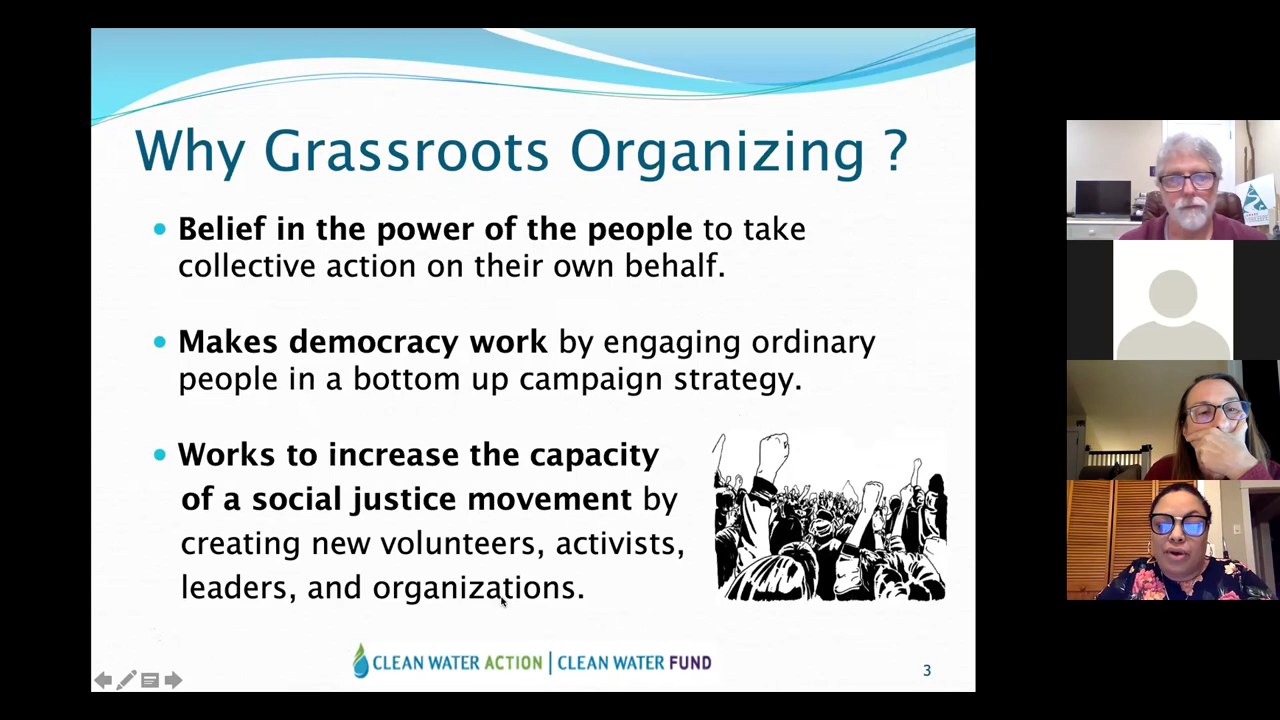 Why Grassroots Organizing ?
• Belief in the power of the people to take
collective action on their own behalf.
• Makes democracy work by engaging ordinary
people in a bottom up campaign strategy.
• Works to increase the capacity
of a social justice movement by
creating new volunteers, activists,
leaders, and organizations.
CLEAN WATER ACTION | CLEAN WATER FUND
3